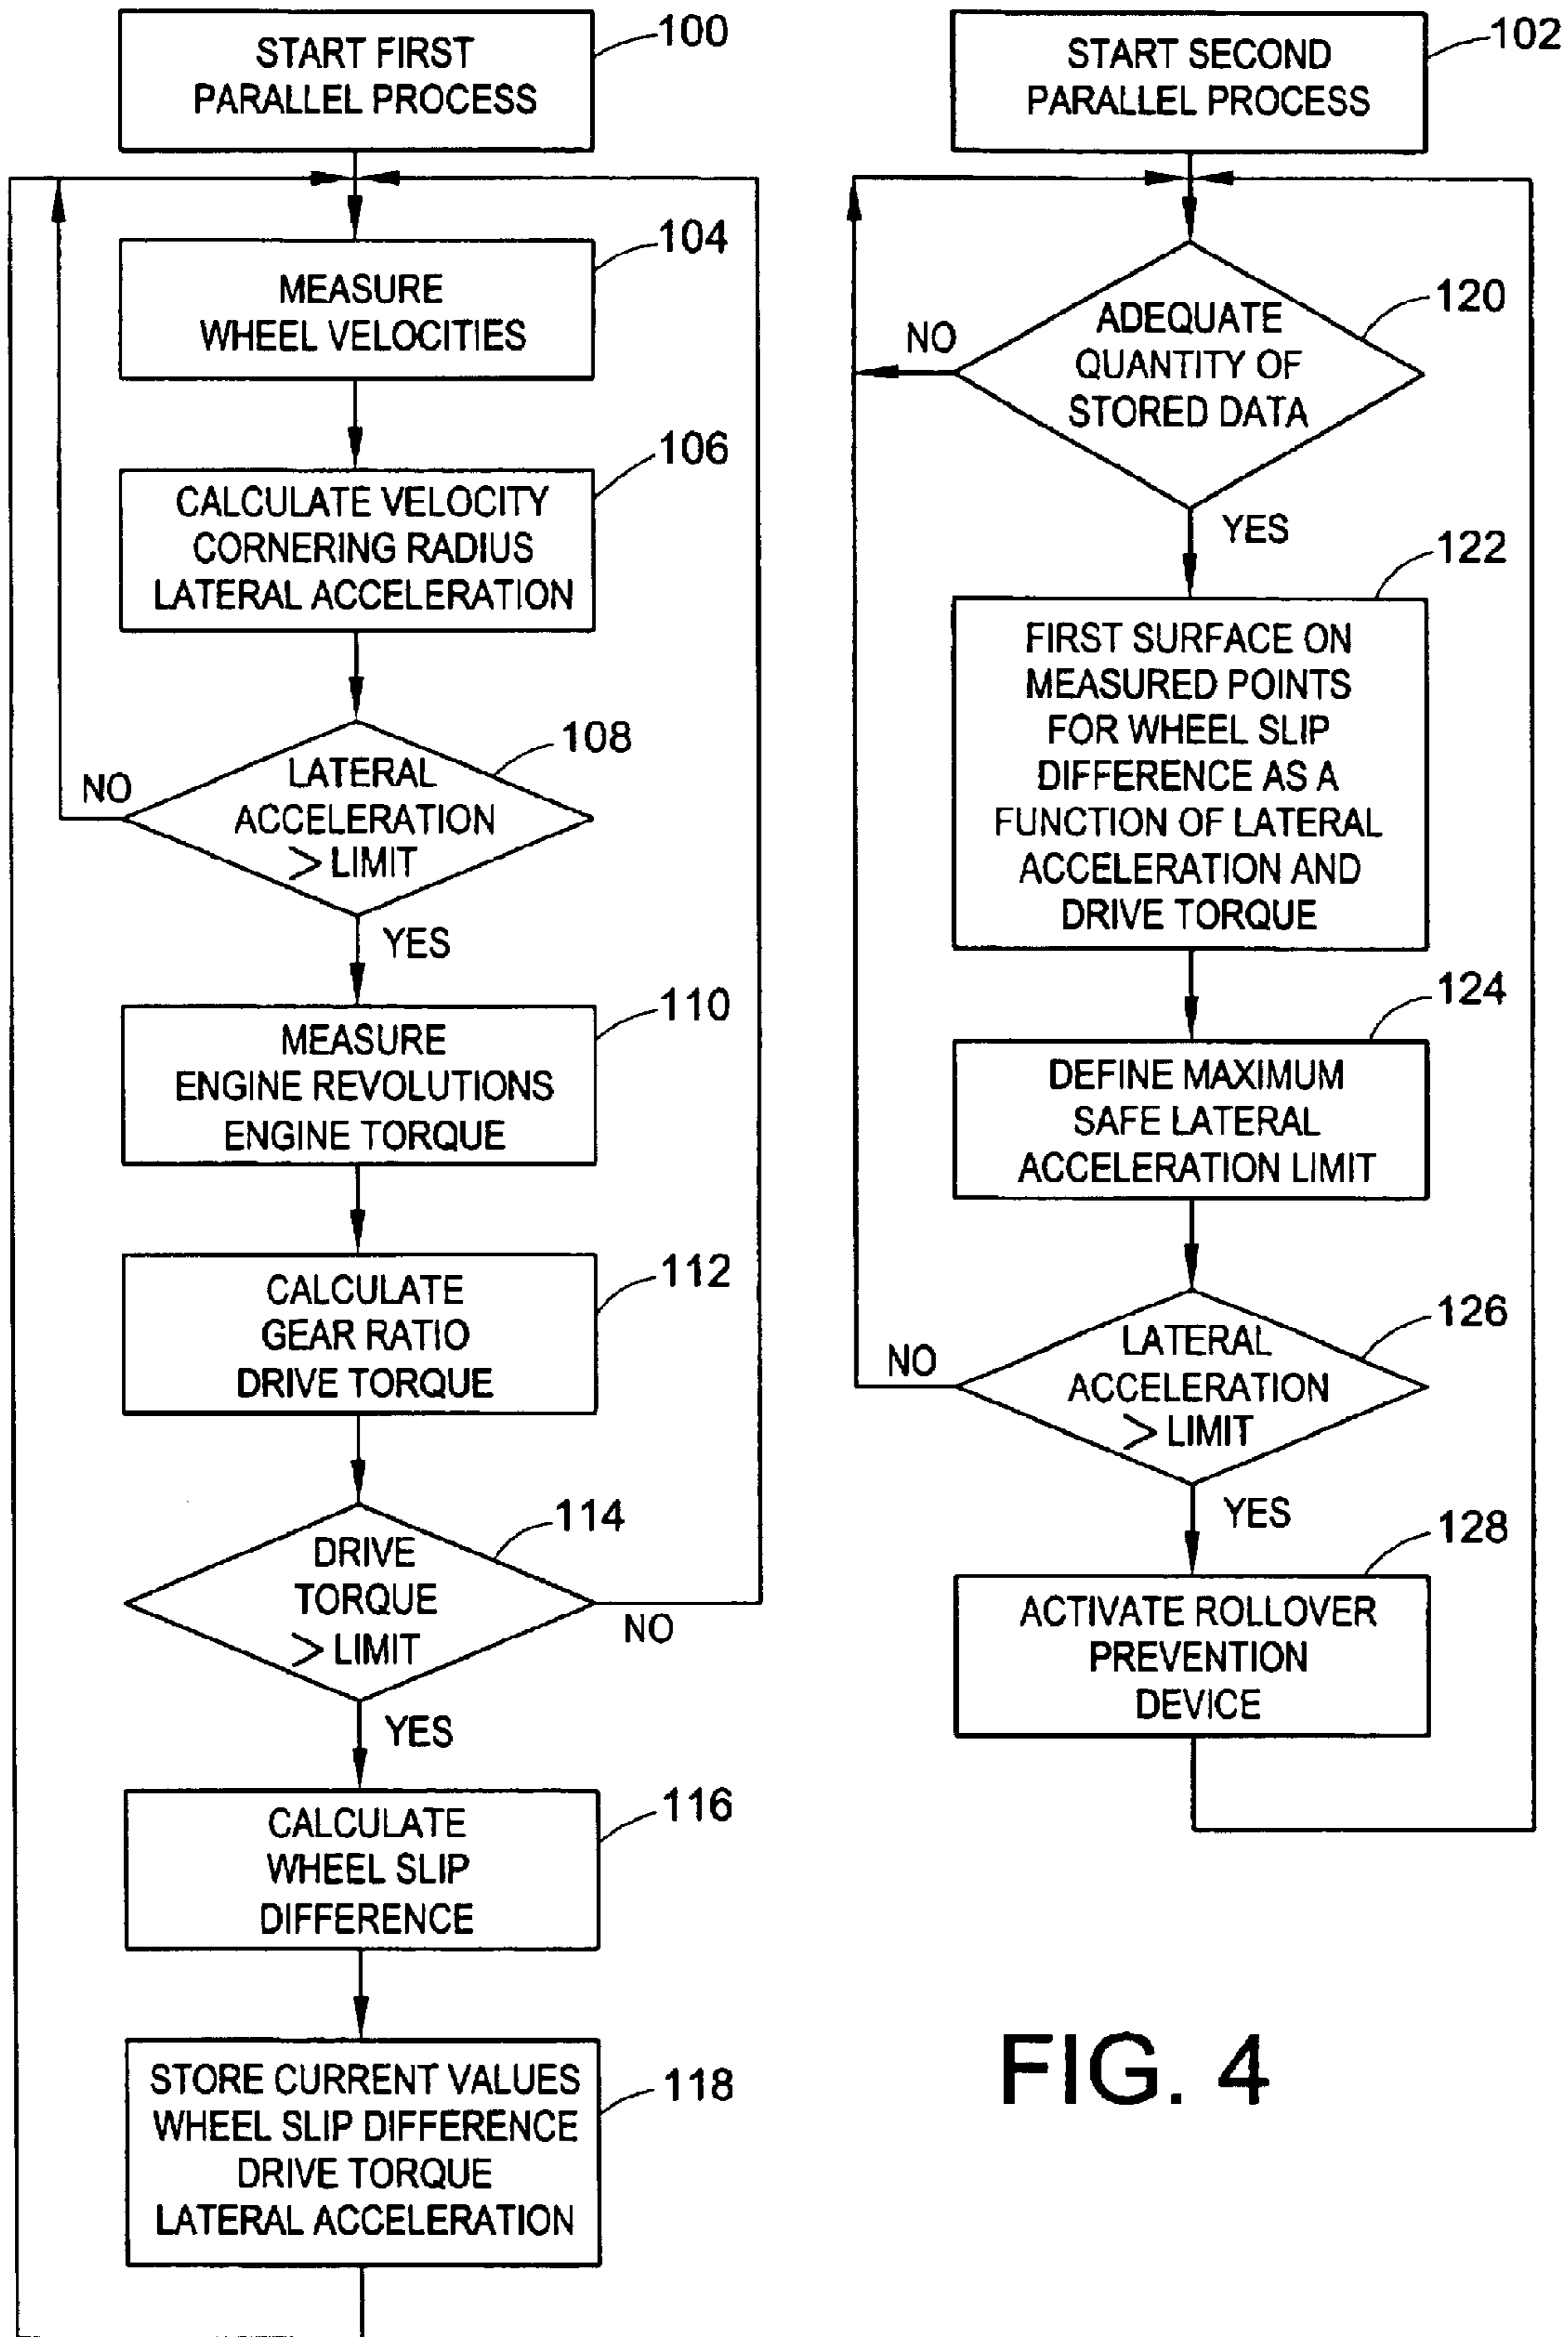 START FIRST
PARALLEL PROCESS
100
MEASURE
WHEEL VELOCITIES
104
CALCULATE VELOCITY
CORNERING RADIUS
LATERAL ACCELERATION
106
LATERAL
ACCELERATION
> LIMIT
108
NO
YES
MEASURE
ENGINE REVOLUTIONS
ENGINE TORQUE
110
CALCULATE
GEAR RATIO
DRIVE TORQUE
112
DRIVE
TORQUE
> LIMIT
114
NO
YES
CALCULATE
WHEEL SLIP
DIFFERENCE
116
STORE CURRENT VALUES
WHEEL SLIP DIFFERENCE
DRIVE TORQUE
LATERAL ACCELERATION
118
START SECOND
PARALLEL PROCESS
102
ADEQUATE
QUANTITY OF
STORED DATA
120
NO
YES
FIRST SURFACE ON
MEASURED POINTS
FOR WHEEL SLIP
DIFFERENCE AS A
FUNCTION OF LATERAL
ACCELERATION AND
DRIVE TORQUE
122
DEFINE MAXIMUM
SAFE LATERAL
ACCELERATION LIMIT
124
LATERAL
ACCELERATION
> LIMIT
126
NO
YES
ACTIVATE ROLLOVER
PREVENTION
DEVICE
128
FIG. 4